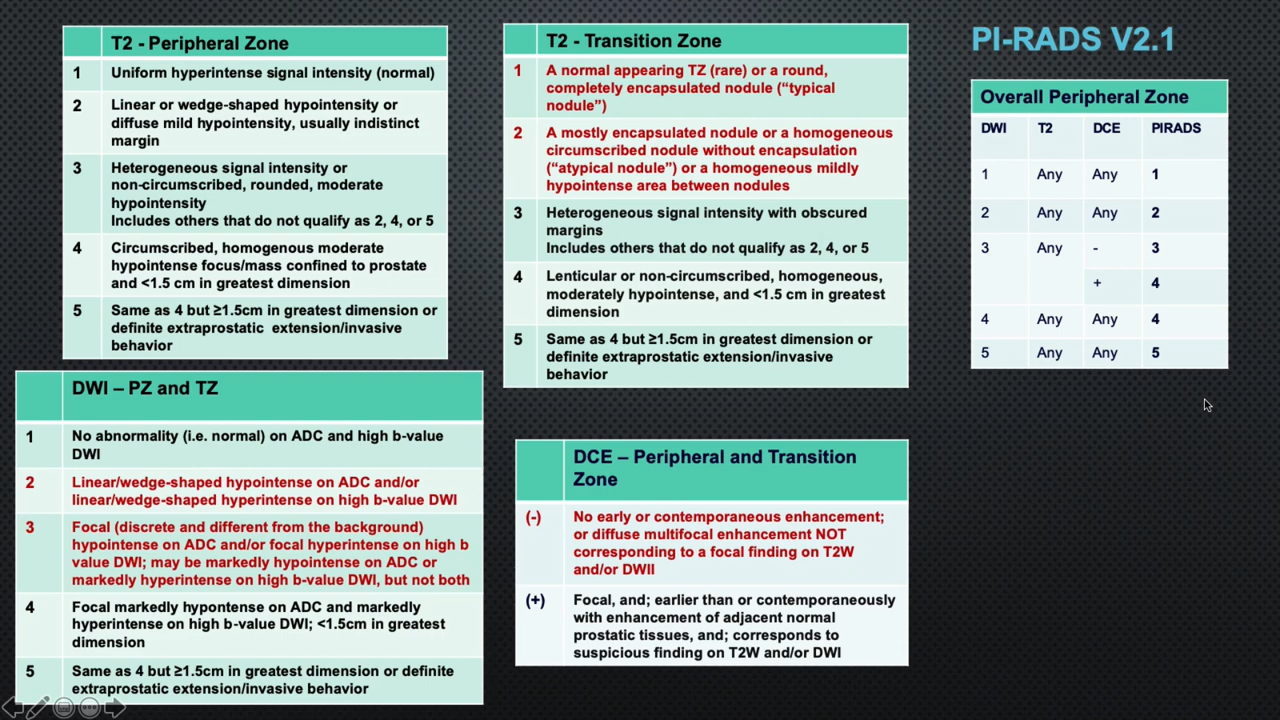 T2 - Peripheral Zone
1 Uniform hyperintense signal intensity (normal)
2 Linear or wedge-shaped hypointensity or
diffuse mild hypointensity, usually indistinct
margin
3 Heterogeneous signal intensity or
non-circumscribed, rounded, moderate
hypointensity
Includes others that do not qualify as 2, 4, or 5
4 Circumscribed, homogenous moderate
hypointense focus/mass confined to prostate
and <1.5 cm in greatest dimension
5 Same as 4 but ≥1.5cm in greatest dimension or
definite extraprostatic extension/invasive
behavior
T2 - Transition Zone
1 A normal appearing TZ (rare) or a round,
completely encapsulated nodule (“typical
nodule”)
2 A mostly encapsulated nodule or a homogeneous
circumscribed nodule without encapsulation
(“atypical nodule”) or a homogeneous mildly
hypointense area between nodules
3 Heterogeneous signal intensity with obscured
margins
Includes others that do not qualify as 2, 4, or 5
4 Lenticular or non-circumscribed, homogeneous,
moderately hypointense, and <1.5 cm in greatest
dimension
5 Same as 4 but ≥1.5cm in greatest dimension or
definite extraprostatic extension/invasive
behavior
PI-RADS V2.1
Overall Peripheral Zone
DWI T2 DCE PIRADS
1 Any Any 1
2 Any Any 2
3 Any - 3
+ 4
4 Any Any 4
5 Any Any 5
DWI – PZ and TZ
1 No abnormality (i.e. normal) on ADC and high b-value
DWI
2 Linear/wedge-shaped hypointense on ADC and/or
linear/wedge-shaped hyperintense on high b-value DWI
3 Focal (discrete and different from the background)
hypointense on ADC and/or focal hyperintense on high b
value DWI; may be markedly hypointense on ADC or
markedly hyperintense on high b-value DWI, but not both
4 Focal markedly hypontense on ADC and markedly
hyperintense on high b-value DWI; <1.5cm in greatest
dimension
5 Same as 4 but ≥1.5cm in greatest dimension or definite
extraprostatic extension/invasive behavior
DCE – Peripheral and Transition
Zone
(-) No early or contemporaneous enhancement;
or diffuse multifocal enhancement NOT
corresponding to a focal finding on T2W
and/or DWII
(+) Focal, and; earlier than or contemporaneously
with enhancement of adjacent normal
prostatic tissues, and; corresponds to
suspicious finding on T2W and/or DWI